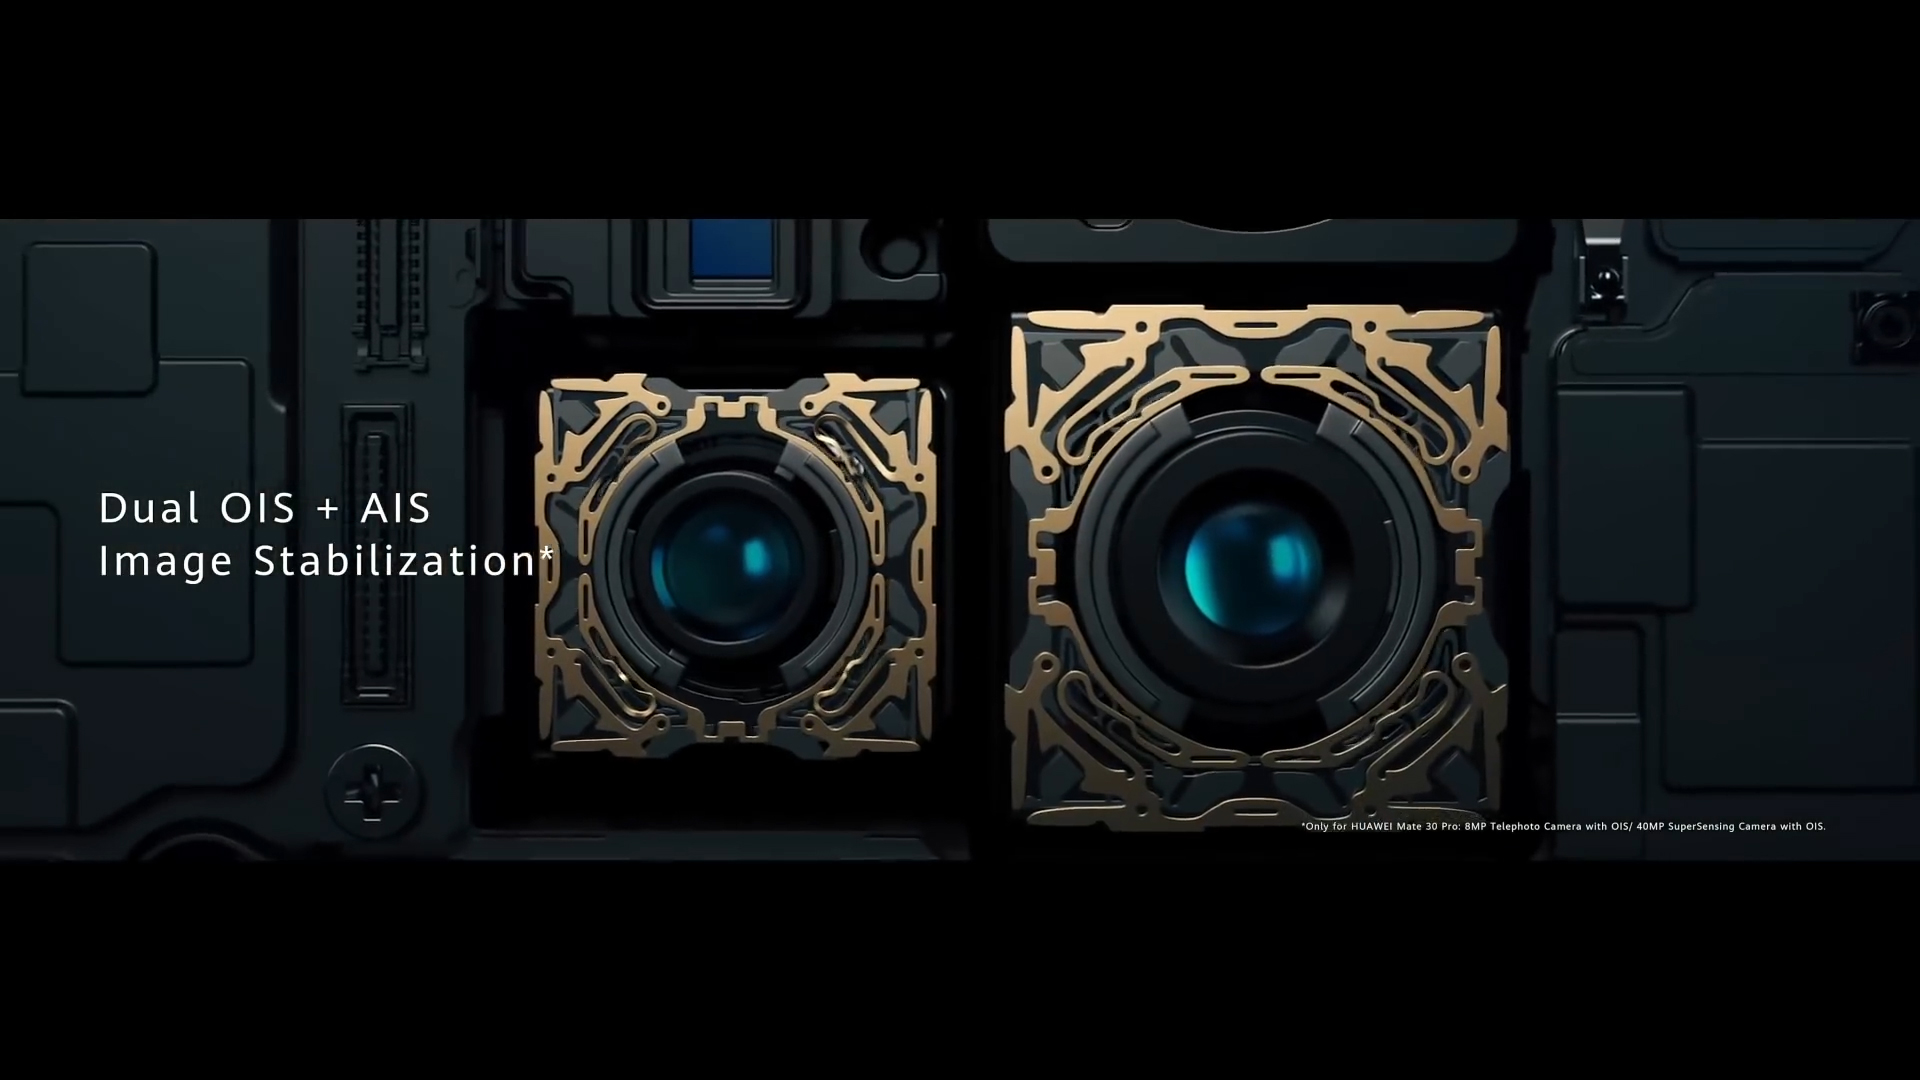 Dual OIS + AIS
Image Stabilization*
*Only for HUAWEI Mate 30 Pro: 8MP Telephoto Camera with OIS/ 40MP SuperSensing Camera with OIS.